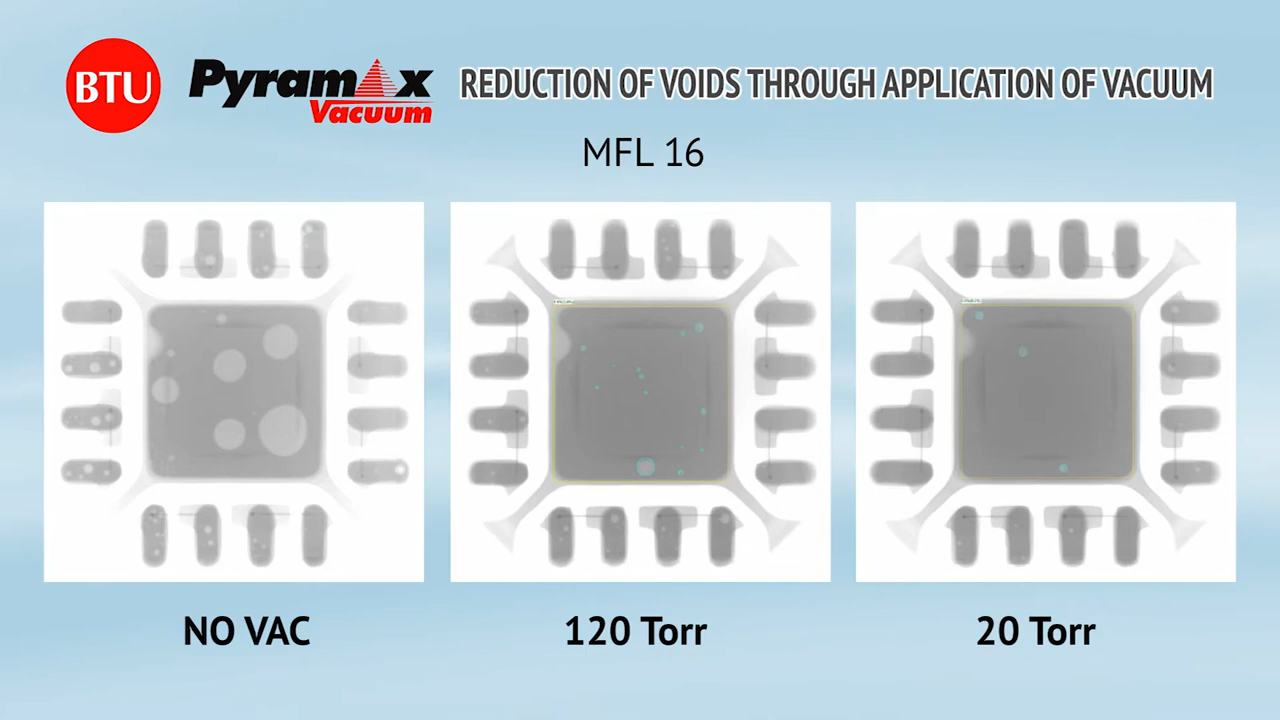 BTU
Pyramax
Vacuum
REDUCTION OF VOIDS THROUGH APPLICATION OF VACUUM
MFL 16
NO VAC
120 Torr
20 Torr